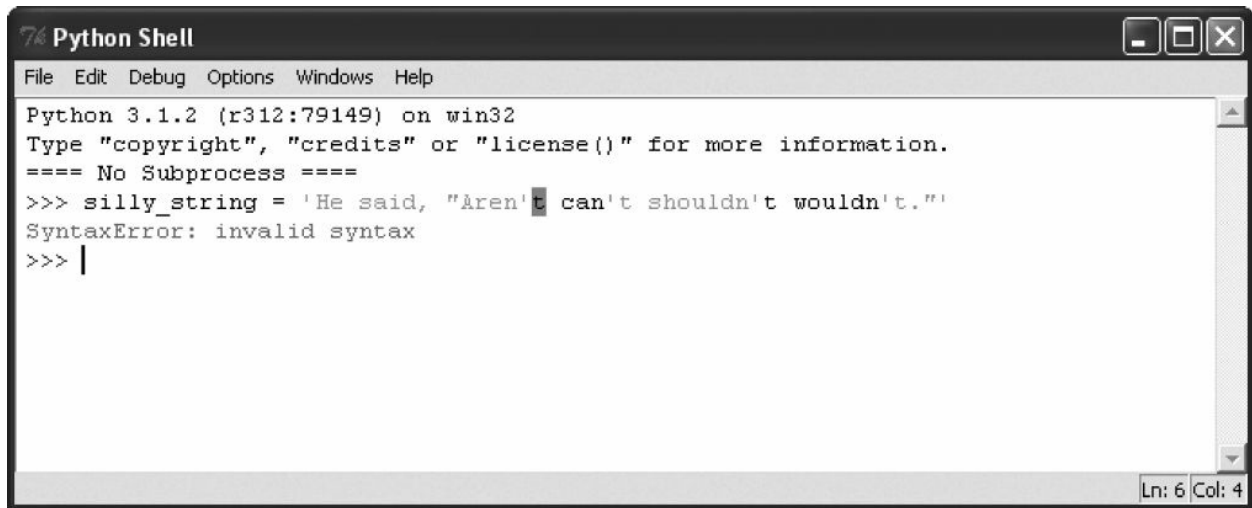 Python Shell
File Edit Debug Options Windows Help
Python 3.1.2 (r312:79149) on win32
Type "copyright", "credits" or "license()" for more information.
==== No Subprocess ====
>>> silly_string = 'He said, "Aren't can't shouldn't wouldn't."'
SyntaxError: invalid syntax
>>>
Ln: 6 Col: 4